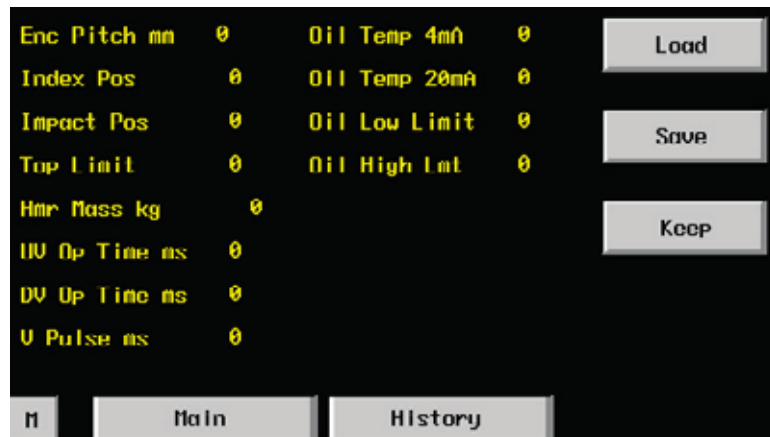 Enc Pitch mm 0 Oil Temp 4mA 0 Load
Index Pos 0 Oil Temp 20mA 0
Impact Pos 0 Oil Low Limit 0 Save
Top Limit 0 Oil High Lmt 0
Hmr Mass kg 0 Keep
UV Op Time ms 0
DV Op Time ms 0
V Pulse ms 0
M Main History